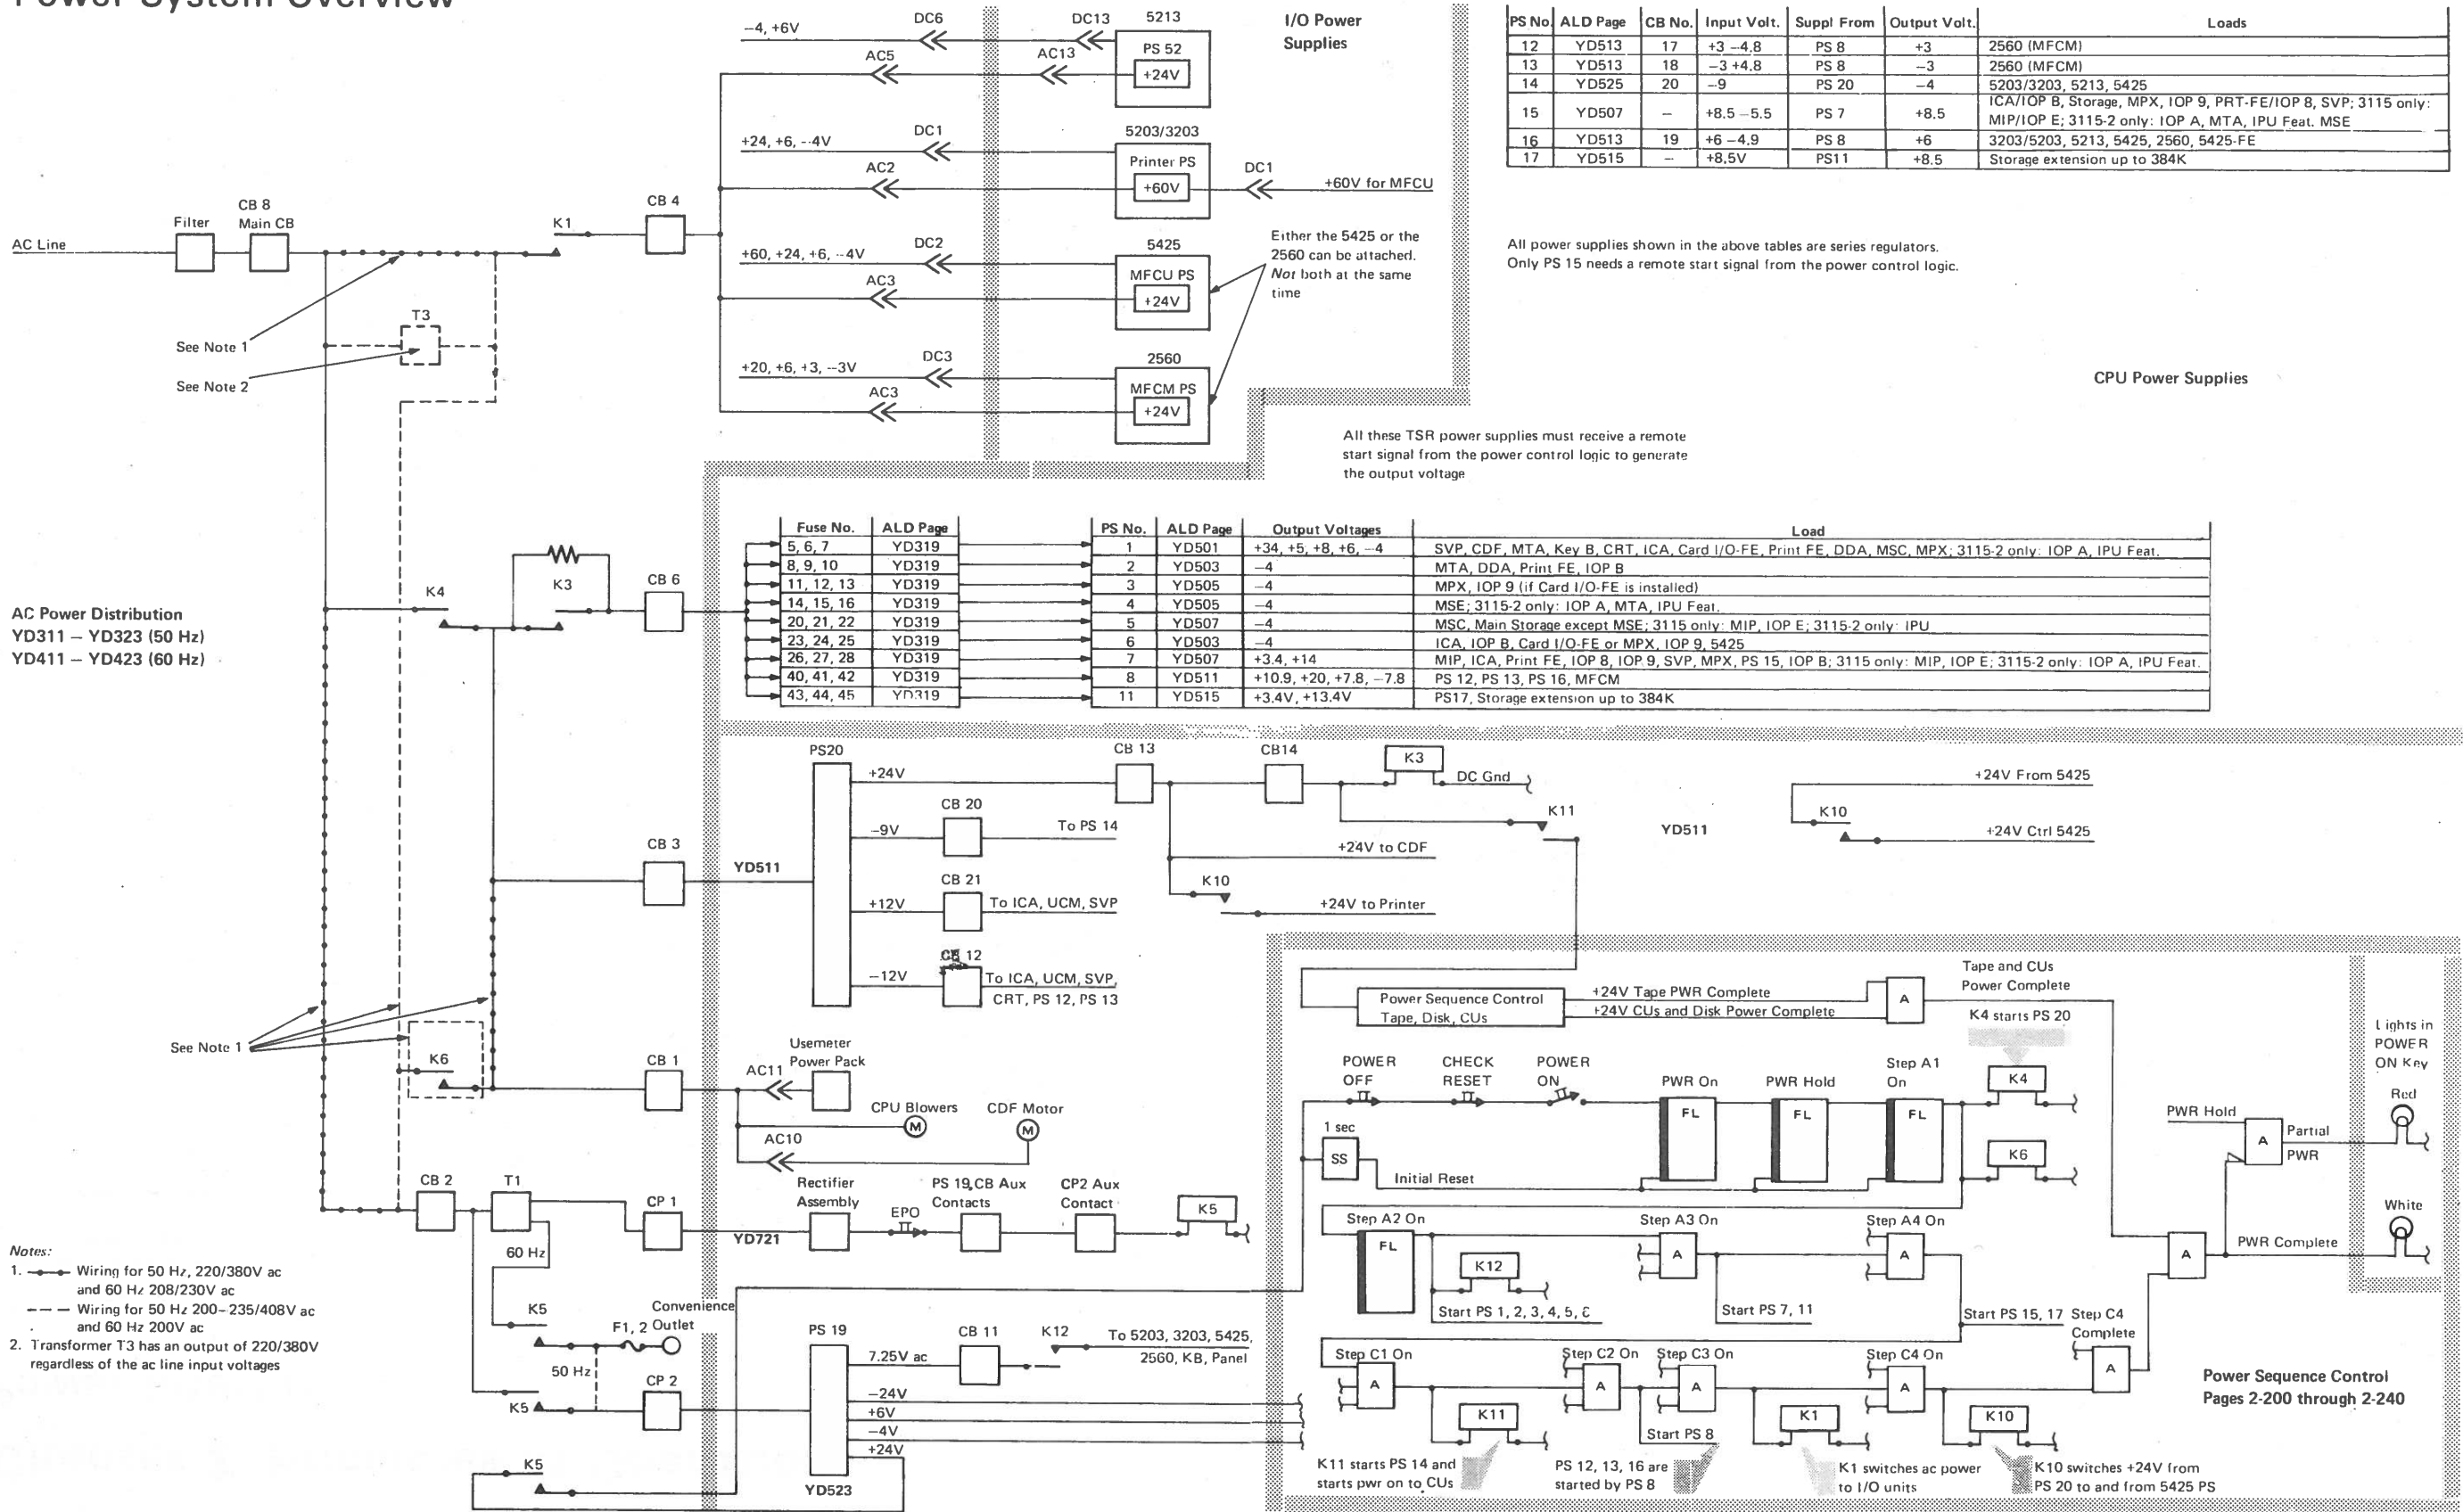 Power System Overview
-4, +6V
DC6
DC13
5213
PS 52
+24V
AC5
AC13
I/O Power
Supplies
+24, +6, -4V
DC1
5203/3203
Printer PS
+60V
AC2
DC1
+60V for MFCU
+60, +24, +6, -4V
DC2
5425
MFCU PS
+24V
AC3
Either the 5425 or the
2560 can be attached.
Not both at the same
time
+20, +6, +3, -3V
DC3
2560
MFCM PS
+24V
AC3
AC Line
Filter
CB 8
Main CB
K1
CB 4
T3
See Note 1
See Note 2
PS No. ALD Page CB No. Input Volt. Suppl From Output Volt. Loads
12 YD513 17 +3 -4.8 PS 8 +3 2560 (MFCM)
13 YD513 18 -3 +4.8 PS 8 -3 2560 (MFCM)
14 YD525 20 -9 PS 20 -4 5203/3203, 5213, 5425
15 YD507 - +8.5 -5.5 PS 7 +8.5 ICA/IOP B, Storage, MPX, IOP 9, PRT-FE/IOP 8, SVP; 3115 only:
MIP/IOP E; 3115-2 only: IOP A, MTA, IPU Feat. MSE
16 YD513 19 +6 -4.9 PS 8 +6 3203/5203, 5213, 5425, 2560, 5425-FE
17 YD515 - +8,5V PS11 +8.5 Storage extension up to 384K
All power supplies shown in the above tables are series regulators.
Only PS 15 needs a remote start signal from the power control logic.
CPU Power Supplies
All these TSR power supplies must receive a remote
start signal from the power control logic to generate
the output voltage
Fuse No. ALD Page PS No. ALD Page Output Voltages Load
5, 6, 7 YD319 1 YD501 +34, +5, +8, +6, -4 SVP, CDF, MTA, Key B, CRT, ICA, Card I/O-FE, Print FE, DDA, MSC, MPX; 3115-2 only: IOP A, IPU Feat.
8, 9, 10 YD319 2 YD503 -4 MTA, DDA, Print FE, IOP B
11, 12, 13 YD319 3 YD505 -4 MPX, IOP 9 (if Card I/O-FE is installed)
14, 15, 16 YD319 4 YD505 -4 MSE; 3115-2 only: IOP A, MTA, IPU Feat.
20, 21, 22 YD319 5 YD507 -4 MSC, Main Storage except MSE; 3115 only: MIP, IOP E; 3115-2 only: IPU
23, 24, 25 YD319 6 YD503 -4 ICA, IOP B, Card I/O-FE or MPX, IOP 9, 5425
26, 27, 28 YD319 7 YD507 +3.4, +14 MIP, ICA, Print FE, IOP 8, IOP 9, SVP, MPX, PS 15, IOP B; 3115 only: MIP, IOP E; 3115-2 only: IOP A, IPU Feat.
40, 41, 42 YD319 8 YD511 +10.9, +20, +7.8, -7.8 PS 12, PS 13, PS 16, MFCM
43, 44, 45 YD319 11 YD515 +3.4V, +13.4V PS17, Storage extension up to 384K
AC Power Distribution
YD311 - YD323 (50 Hz)
YD411 - YD423 (60 Hz)
K4
K3
CB 6
CB 3
YD511
PS20
+24V
CB 13
CB14
K3
DC Gnd
-9V
CB 20
To PS 14
+24V to CDF
K11
YD511
+24V From 5425
K10
+24V Ctrl 5425
+12V
CB 21
To ICA, UCM, SVP
K10
+24V to Printer
-12V
CB 12
To ICA, UCM, SVP,
CRT, PS 12, PS 13
See Note 1
K6
CB 1
AC11
Usemeter
Power Pack
CPU Blowers
M
CDF Motor
M
AC10
CB 2
T1
CP 1
YD721
Rectifier
Assembly
EPO
PS 19,CB Aux
Contacts
CP2 Aux
Contact
K5
60 Hz
K5
F1, 2
Convenience
Outlet
50 Hz
K5
CP 2
K5
PS 19
7.25V ac
CB 11
K12
To 5203, 3203, 5425,
2560, KB, Panel
-24V
+6V
-4V
+24V
YD523
Notes:
1. Wiring for 50 Hz, 220/380V ac
and 60 Hz 208/230V ac
Wiring for 50 Hz 200-235/408V ac
and 60 Hz 200V ac
2. Transformer T3 has an output of 220/380V
regardless of the ac line input voltages
Power Sequence Control
Tape, Disk, CUs
+24V Tape PWR Complete
+24V CUs and Disk Power Complete
A
Tape and CUs
Power Complete
K4 starts PS 20
K4
K6
POWER
OFF
CHECK
RESET
POWER
ON
PWR On
FL
PWR Hold
FL
Step A1
On
FL
1 sec
SS
Initial Reset
Step A2 On
FL
K12
Start PS 1, 2, 3, 4, 5, 6
Step A3 On
A
Start PS 7, 11
Step A4 On
A
Start PS 15, 17
Step C1 On
A
K11
K11 starts PS 14 and
starts pwr on to CUs
Step C2 On
A
Start PS 8
PS 12, 13, 16 are
started by PS 8
Step C3 On
A
K1
K1 switches ac power
to I/O units
Step C4 On
A
K10
K10 switches +24V from
PS 20 to and from 5425 PS
Step C4
Complete
A
A
PWR Hold
A
Partial
PWR
PWR Complete
Lights in
POWER
ON Key
Red
White
Power Sequence Control
Pages 2-200 through 2-240